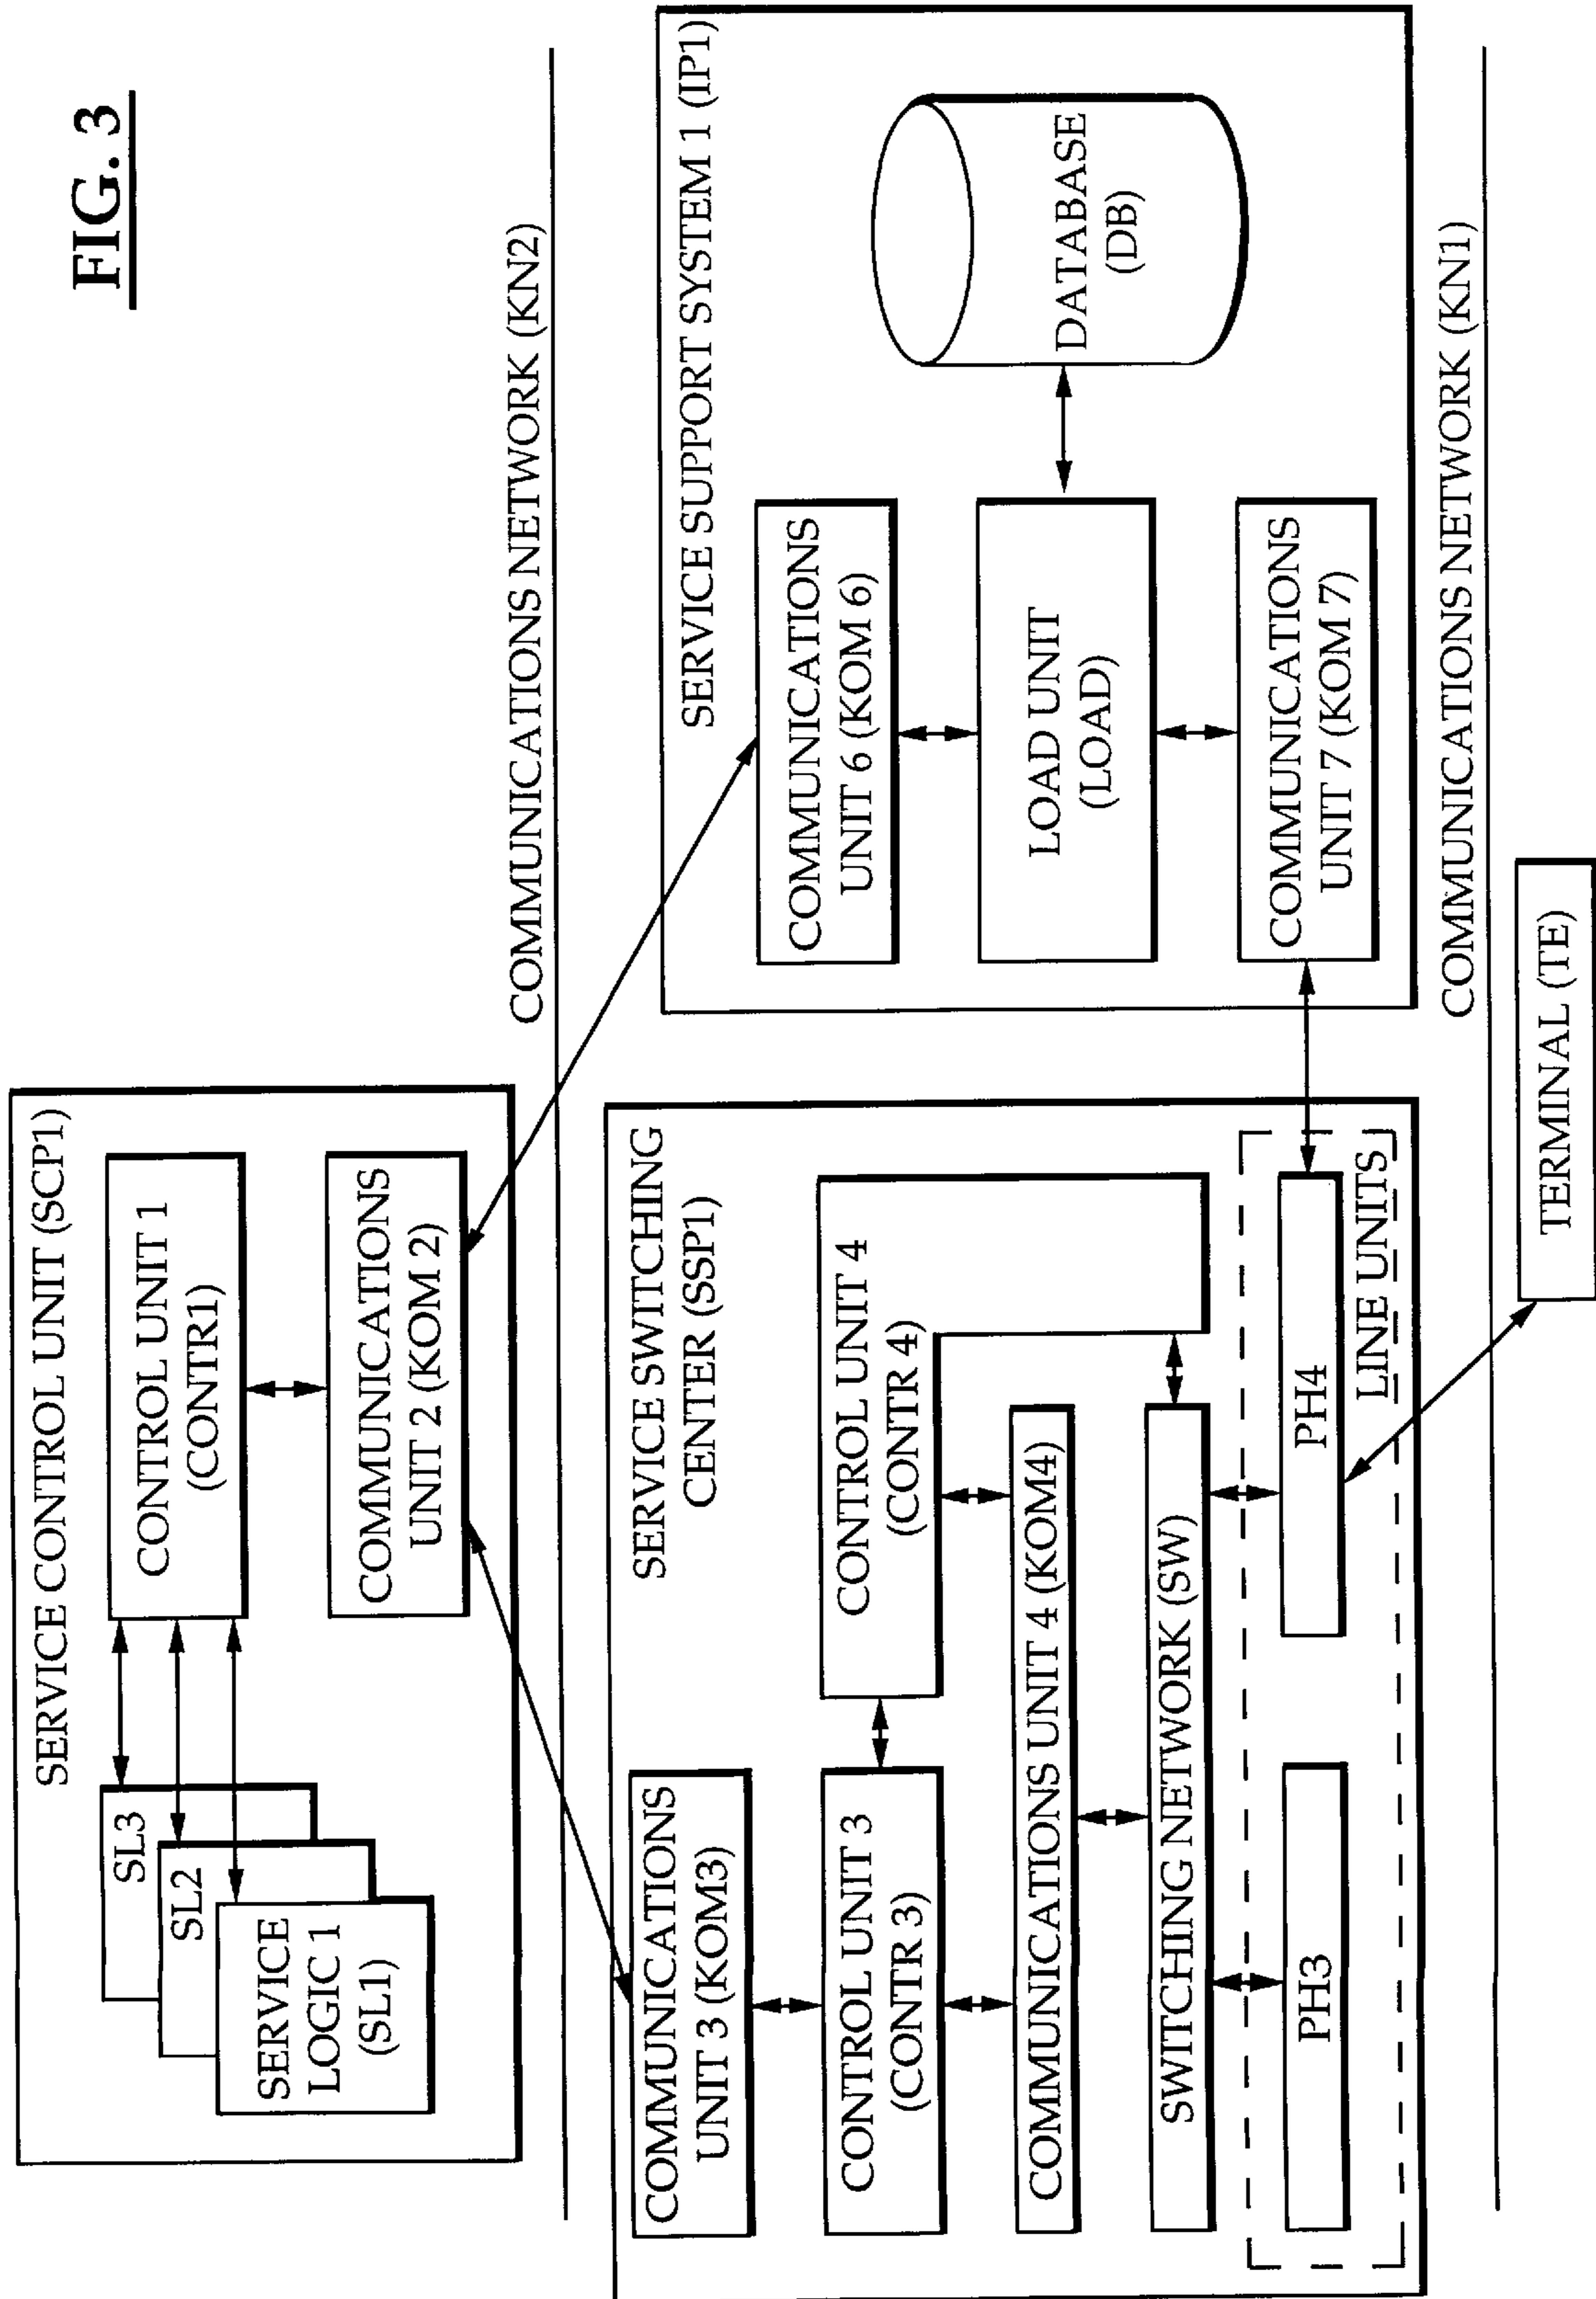 FIG. 3
SERVICE CONTROL UNIT (SCP1)
SL3
SL2
SERVICE
LOGIC 1
(SL1)
CONTROL UNIT 1
(CONTR1)
COMMUNICATIONS
UNIT 2 (KOM 2)
COMMUNICATIONS NETWORK (KN2)
SERVICE SWITCHING
CENTER (SSP1)
COMMUNICATIONS
UNIT 3 (KOM3)
CONTROL UNIT 3
(CONTR 3)
CONTROL UNIT 4
(CONTR 4)
COMMUNICATIONS UNIT 4 (KOM4)
SWITCHING NETWORK (SW)
PH3
PH4
LINE UNITS
SERVICE SUPPORT SYSTEM 1 (IP1)
COMMUNICATIONS
UNIT 6 (KOM 6)
LOAD UNIT
(LOAD)
DATABASE
(DB)
COMMUNICATIONS
UNIT 7 (KOM 7)
COMMUNICATIONS NETWORK (KN1)
TERMINAL (TE)